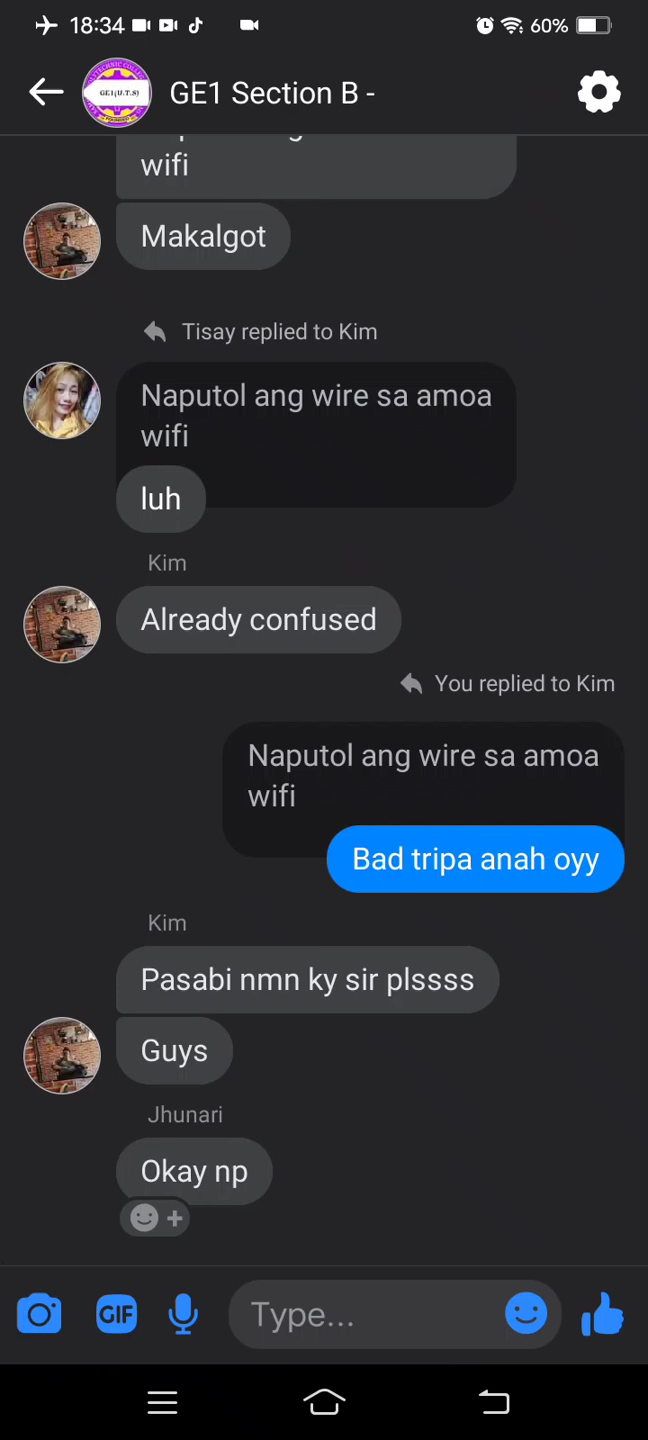 18:34
60%
GE1(U.T.S)
GE1 Section B -
wifi
Makalgot
Tisay replied to Kim
Naputol ang wire sa amoa
wifi
luh
Kim
Already confused
You replied to Kim
Naputol ang wire sa amoa
wifi
Bad tripa anah oyy
Kim
Pasabi nmn ky sir plssss
Guys
Jhunari
Okay np
GIF
Type...